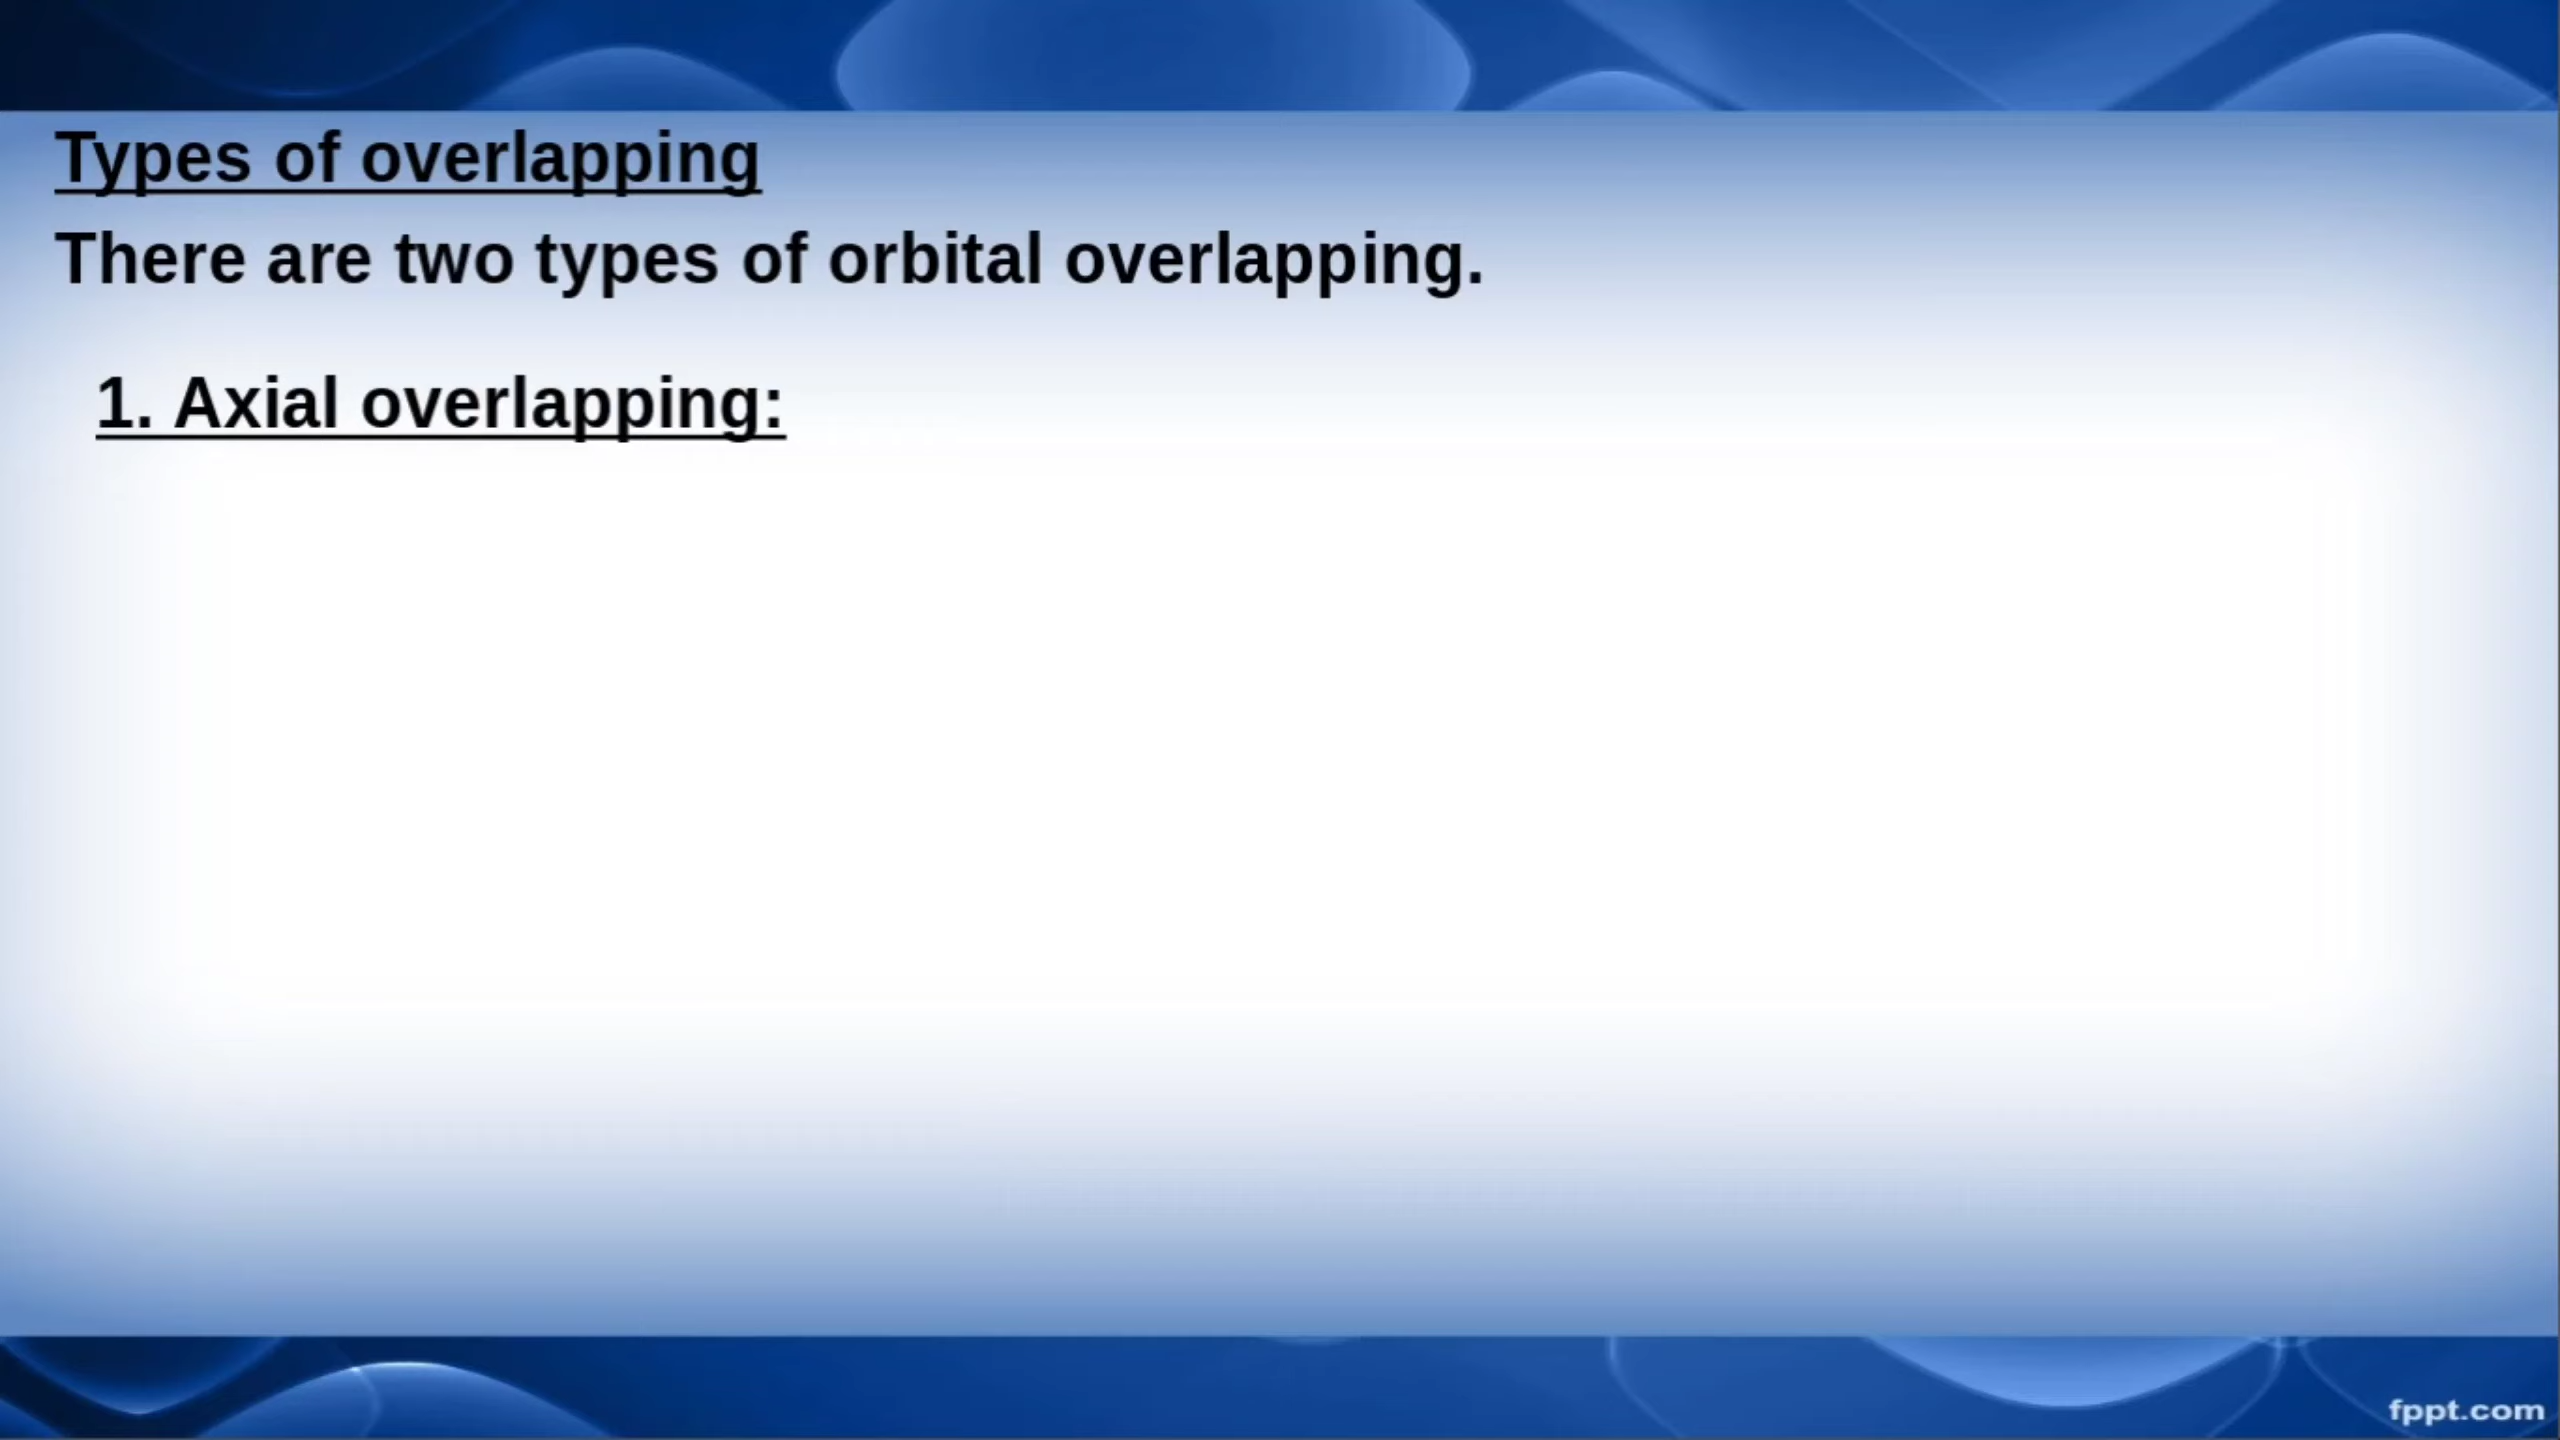 Types of overlapping
There are two types of orbital overlapping.
1. Axial overlapping:
fppt.com